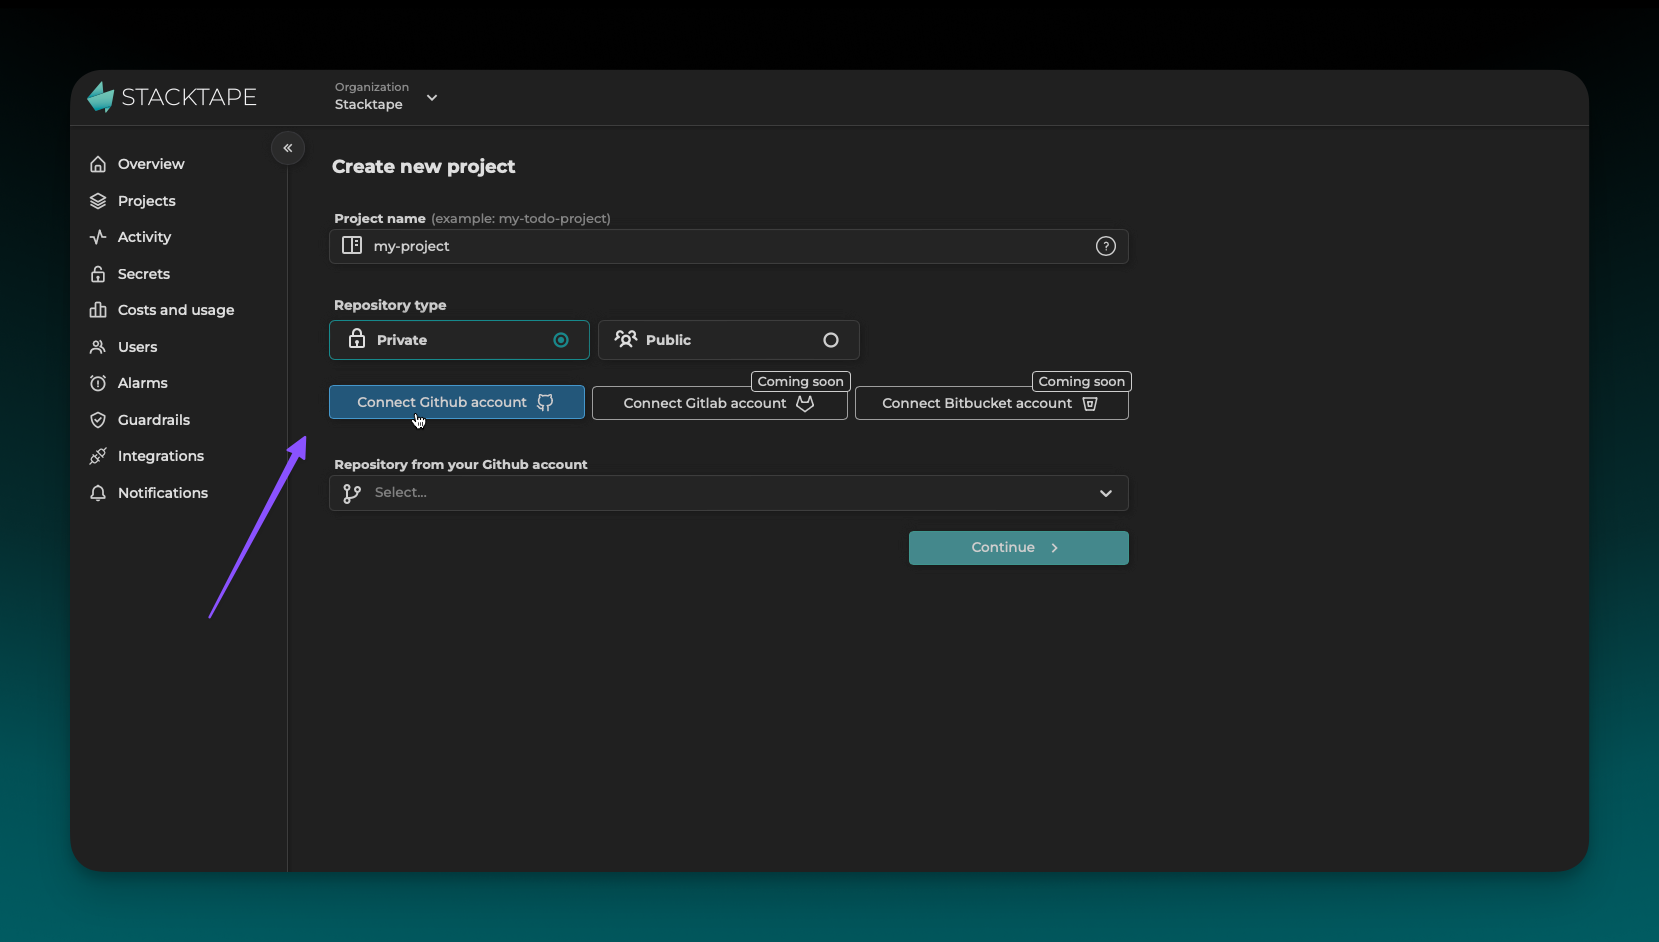 STACKTAPE
Organization
Stacktape
Overview
Projects
Activity
Secrets
Costs and usage
Users
Alarms
Guardrails
Integrations
Notifications
Create new project
Project name (example: my-todo-project)
my-project
Repository type
Private
Public
Coming soon
Coming soon
Connect Github account
Connect Gitlab account
Connect Bitbucket account
Repository from your Github account
Select...
Continue